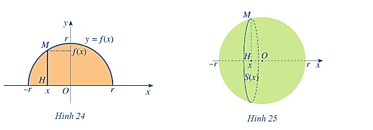 y
M
r
y = f(x)
f(x)
H
−r
x
O
r
x
Hình 24
M
H
O
−r
x
r
x
S(x)
Hình 25